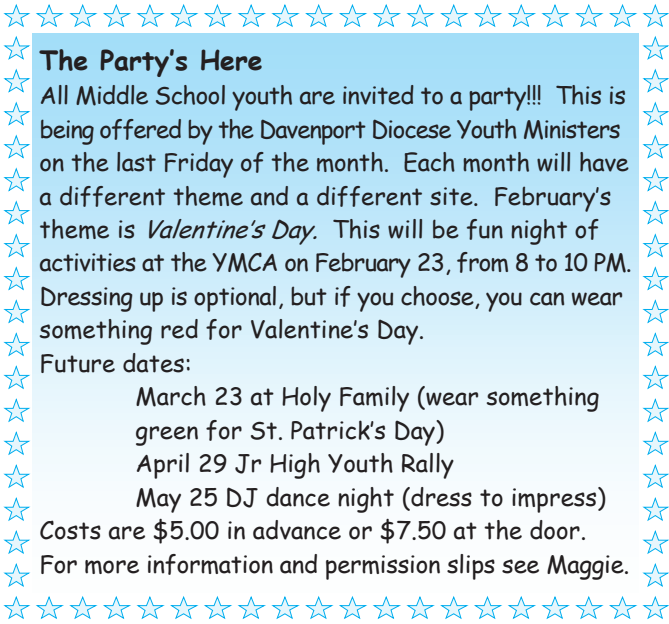 The Party's Here
All Middle School youth are invited to a party!!!  This is
being offered by the Davenport Diocese Youth Ministers
on the last Friday of the month.  Each month will have
a different theme and a different site.  February's
theme is Valentine's Day.  This will be fun night of
activities at the YMCA on February 23, from 8 to 10 PM.
Dressing up is optional, but if you choose, you can wear
something red for Valentine's Day.
Future dates:
March 23 at Holy Family (wear something
green for St. Patrick's Day)
April 29 Jr High Youth Rally
May 25 DJ dance night (dress to impress)
Costs are $5.00 in advance or $7.50 at the door.
For more information and permission slips see Maggie.